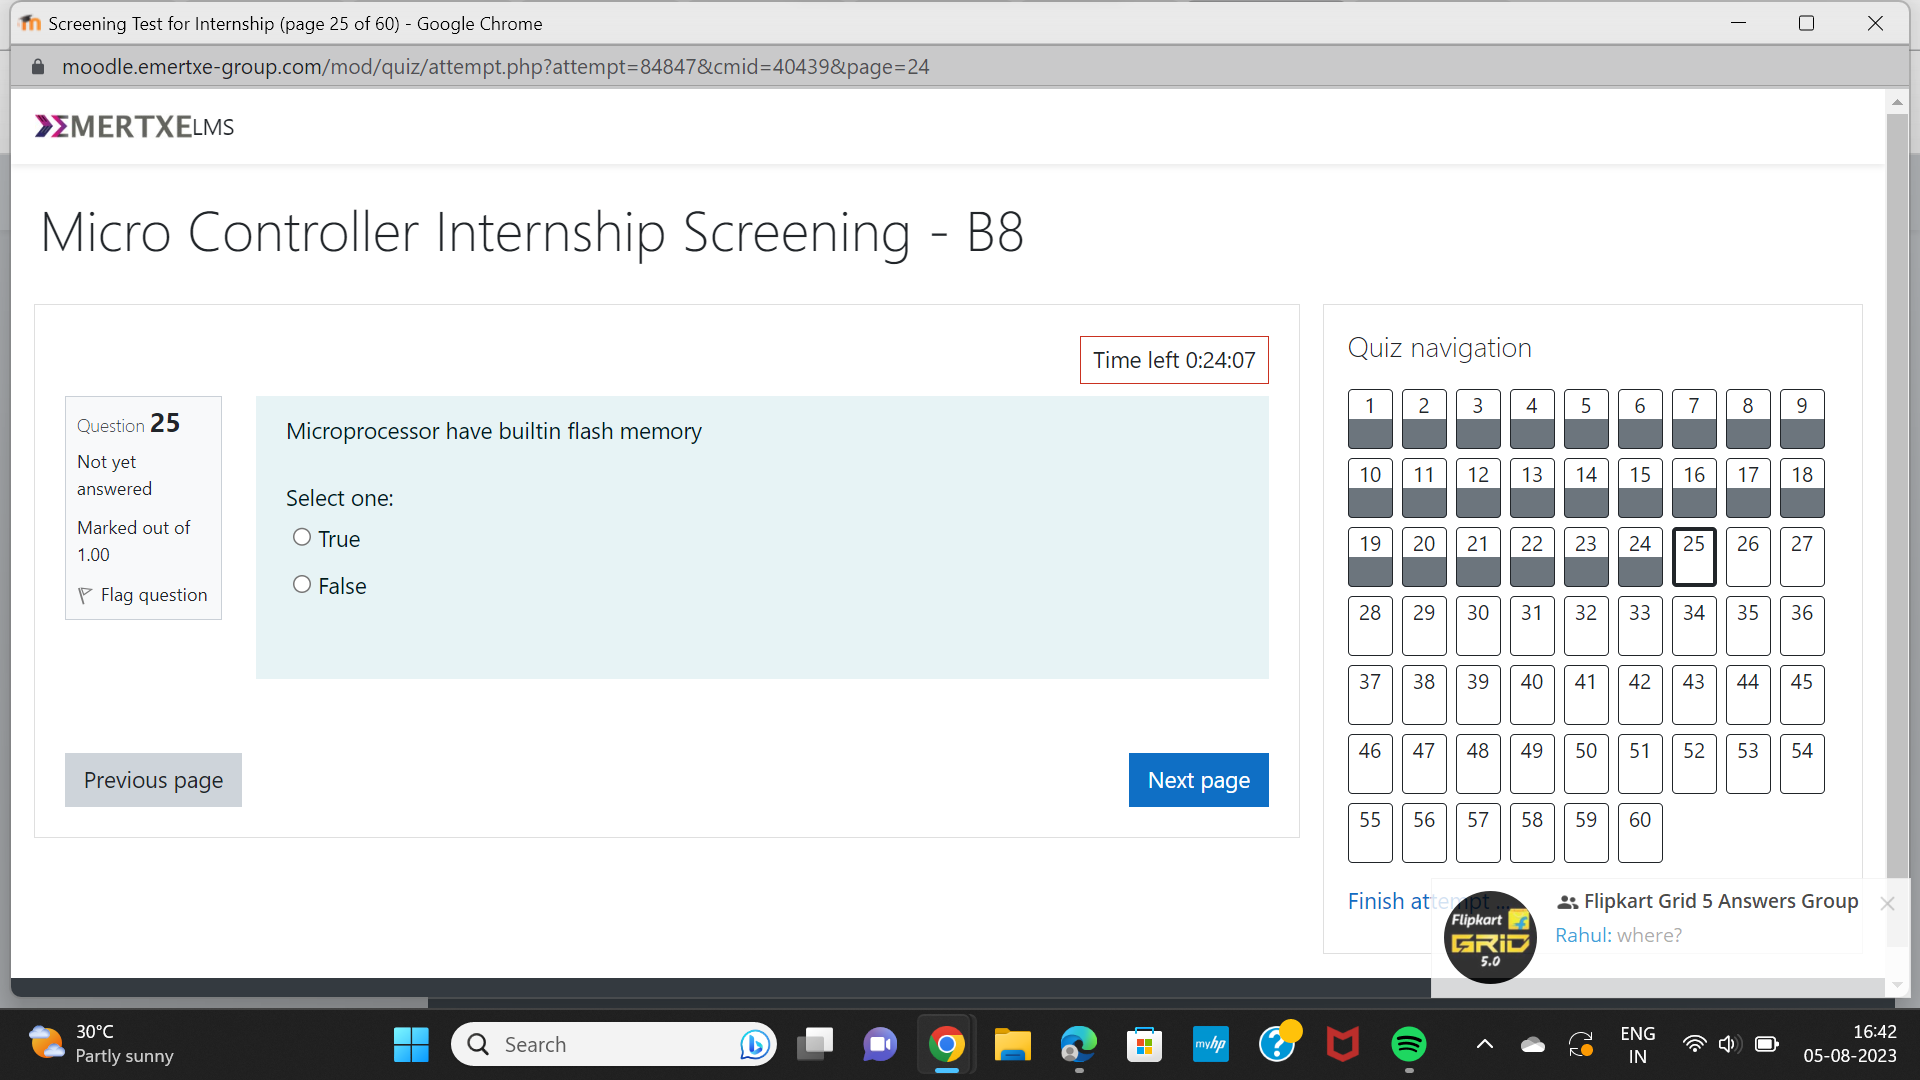 Screening Test for Internship (page 25 of 60) - Google Chrome
moodle.emertxe-group.com/mod/quiz/attempt.php?attempt=84847&cmid=40439&page=24
EMERTXE LMS
Micro Controller Internship Screening - B8
Time left 0:24:07
Question 25
Not yet
answered
Marked out of
1.00
Flag question
Microprocessor have builtin flash memory
Select one:
True
False
Previous page
Next page
Quiz navigation
1 2 3 4 5 6 7 8 9
10 11 12 13 14 15 16 17 18
19 20 21 22 23 24 25 26 27
28 29 30 31 32 33 34 35 36
37 38 39 40 41 42 43 44 45
46 47 48 49 50 51 52 53 54
55 56 57 58 59 60
Finish attempt ...
Flipkart
GRiD
5.0
Flipkart Grid 5 Answers Group
Rahul: where?
30°C
Partly sunny
Search
myhp
ENG
IN
16:42
05-08-2023